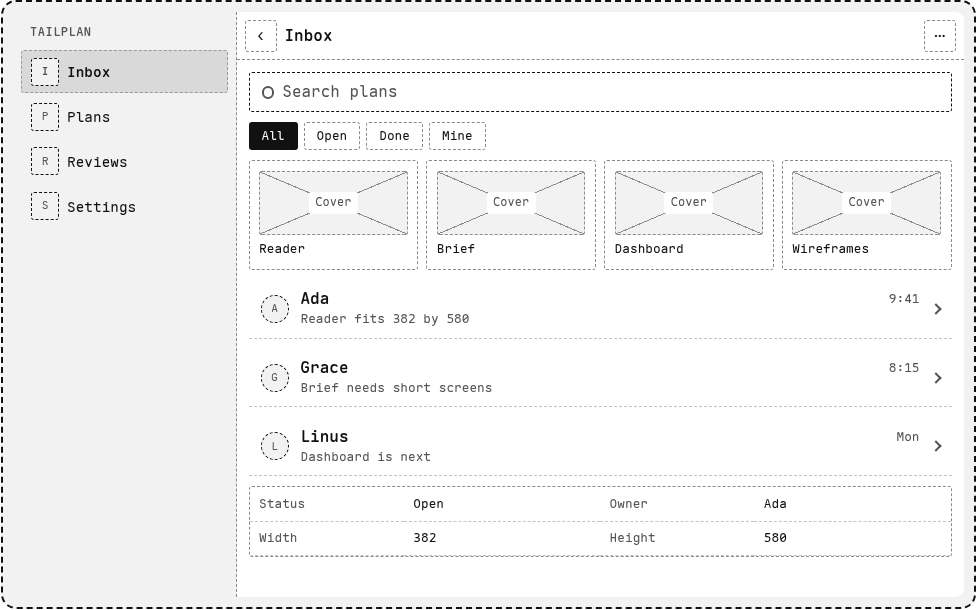 TAILPLAN
I Inbox
P Plans
R Reviews
S Settings
‹ Inbox ···
Search plans
All Open Done Mine
Cover Cover Cover Cover
Reader Brief Dashboard Wireframes
A Ada 9:41
Reader fits 382 by 580
G Grace 8:15
Brief needs short screens
L Linus Mon
Dashboard is next
Status Open Owner Ada
Width 382 Height 580